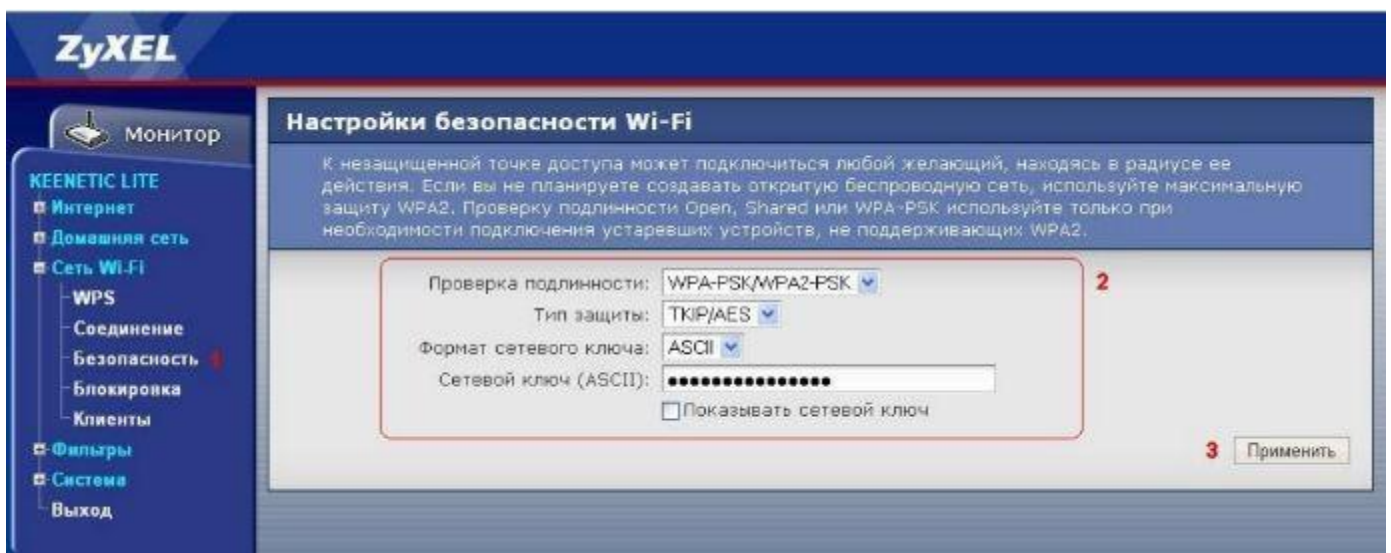 ZyXEL
Монитор
KEENETIC LITE
Интернет
Домашняя сеть
Сеть Wi-Fi
WPS
Соединение
Безопасность 1
Блокировка
Клиенты
Фильтры
Система
Выход
Настройки безопасности Wi-Fi
К незащищенной точке доступа может подключиться любой желающий, находясь в радиусе ее
действия. Если вы не планируете создавать открытую беспроводную сеть, используйте максимальную
защиту WPA2. Проверку подлинности Open, Shared или WPA-PSK используйте только при
необходимости подключения устаревших устройств, не поддерживающих WPA2.
Проверка подлинности: WPA-PSK/WPA2-PSK 2
Тип защиты: TKIP/AES
Формат сетевого ключа: ASCII
Сетевой ключ (ASCII): •••••••••••••••
Показывать сетевой ключ
3 Применить